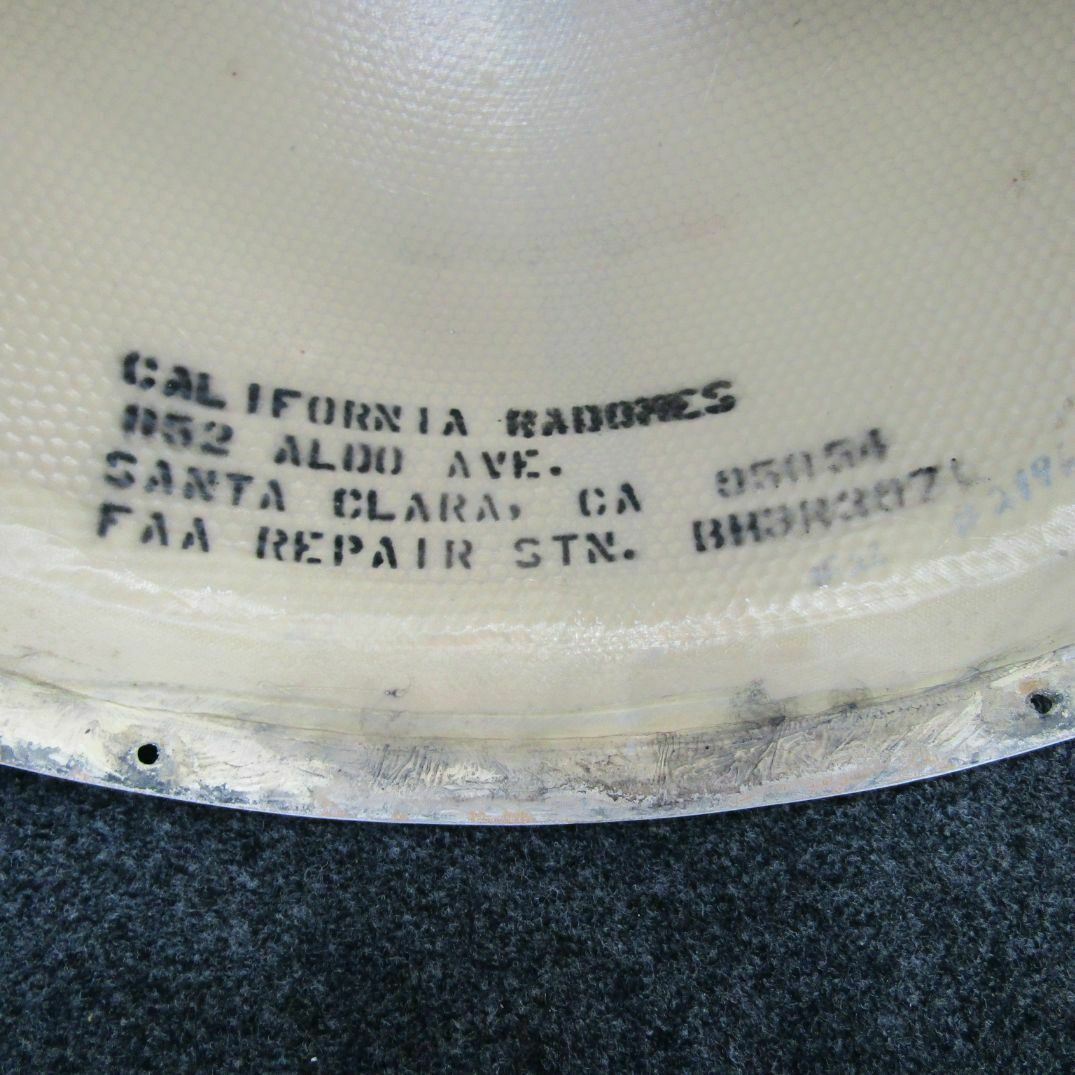 CALIFORNIA RADOMES
852 ALDO AVE.
SANTA CLARA, CA 95054
FAA REPAIR STN.